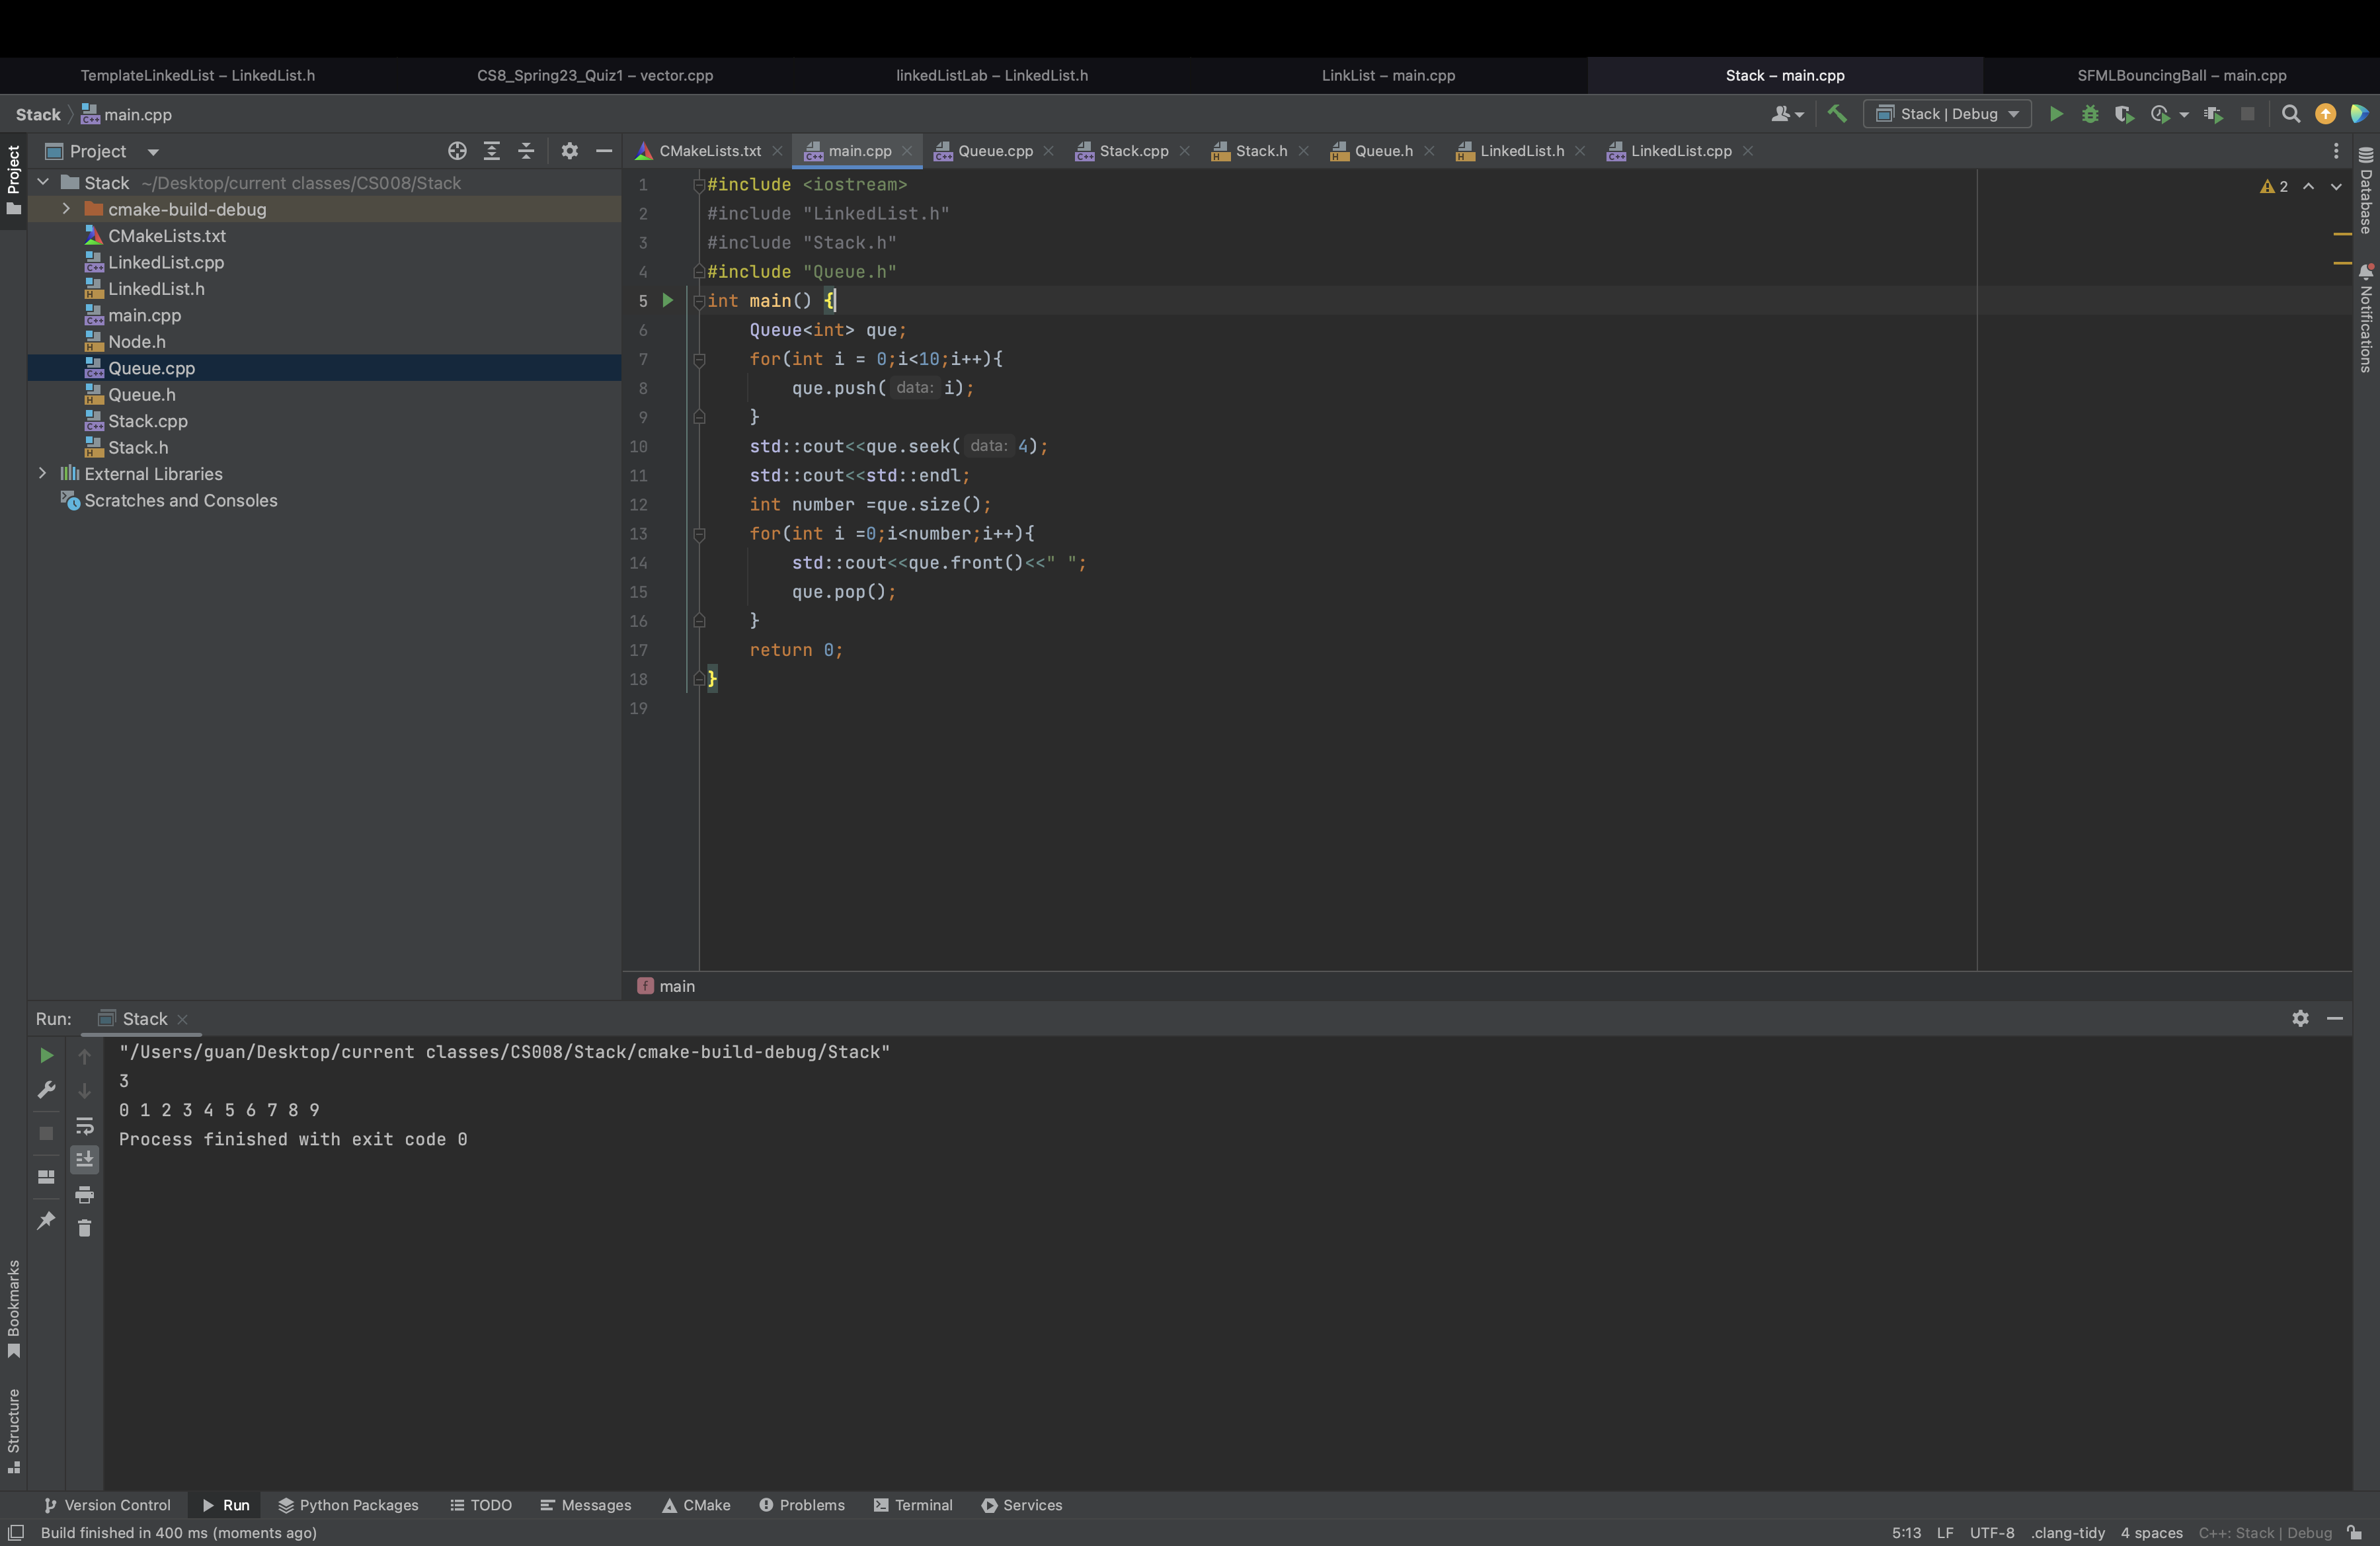 TemplateLinkedList – LinkedList.h
CS8_Spring23_Quiz1 – vector.cpp
linkedListLab – LinkedList.h
LinkList – main.cpp
Stack – main.cpp
SFMLBouncingBall – main.cpp
Stack main.cpp
Stack | Debug
Project
CMakeLists.txt
main.cpp
Queue.cpp
Stack.cpp
Stack.h
Queue.h
LinkedList.h
LinkedList.cpp
Project
Stack ~/Desktop/current classes/CS008/Stack
cmake-build-debug
CMakeLists.txt
LinkedList.cpp
LinkedList.h
main.cpp
Node.h
Queue.cpp
Queue.h
Stack.cpp
Stack.h
External Libraries
Scratches and Consoles
1 #include <iostream>
2 #include "LinkedList.h"
3 #include "Stack.h"
4 #include "Queue.h"
5 int main() {
6 Queue<int> que;
7 for(int i = 0;i<10;i++){
8 que.push( data: i);
9 }
10 std::cout<<que.seek( data: 4);
11 std::cout<<std::endl;
12 int number =que.size();
13 for(int i =0;i<number;i++){
14 std::cout<<que.front()<<" ";
15 que.pop();
16 }
17 return 0;
18 }
19
2
Database
Notifications
f main
Run: Stack
"/Users/guan/Desktop/current classes/CS008/Stack/cmake-build-debug/Stack"
3
0 1 2 3 4 5 6 7 8 9
Process finished with exit code 0
Bookmarks
Structure
Version Control
Run
Python Packages
TODO
Messages
CMake
Problems
Terminal
Services
Build finished in 400 ms (moments ago)
5:13 LF UTF-8 .clang-tidy 4 spaces C++: Stack | Debug